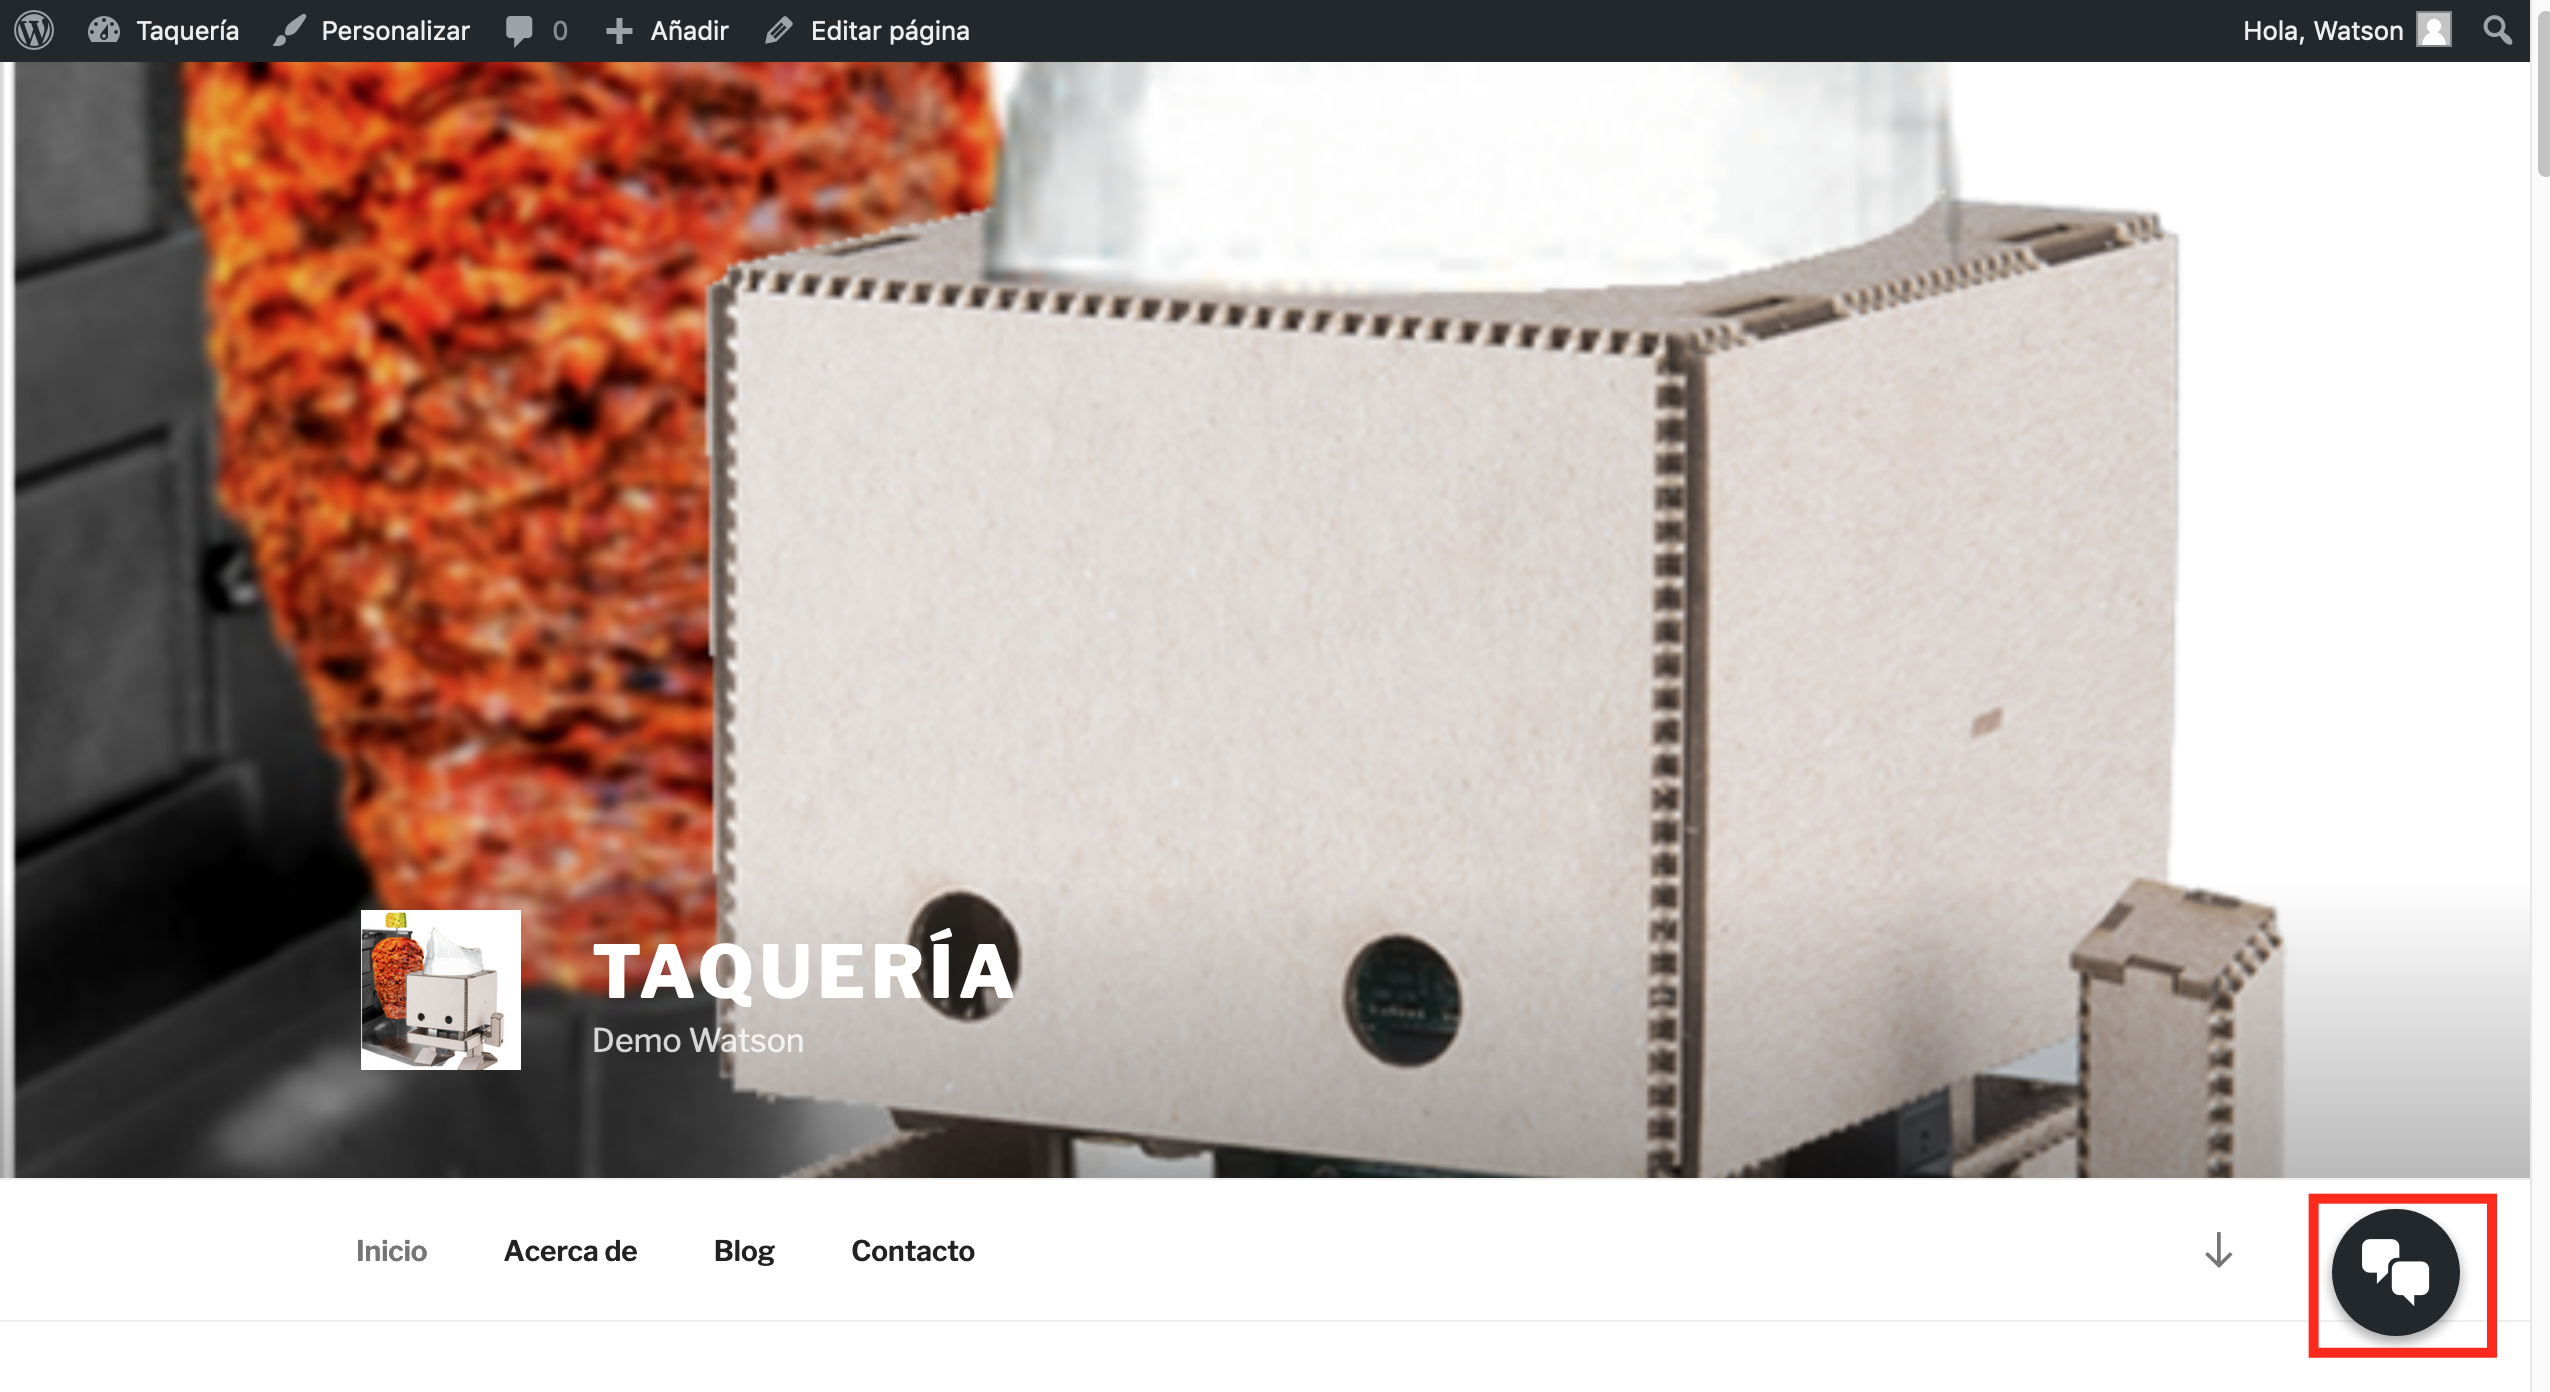 Taquería Personalizar 0 Añadir Editar página Hola, Watson
TAQUERÍA
Demo Watson
Inicio Acerca de Blog Contacto